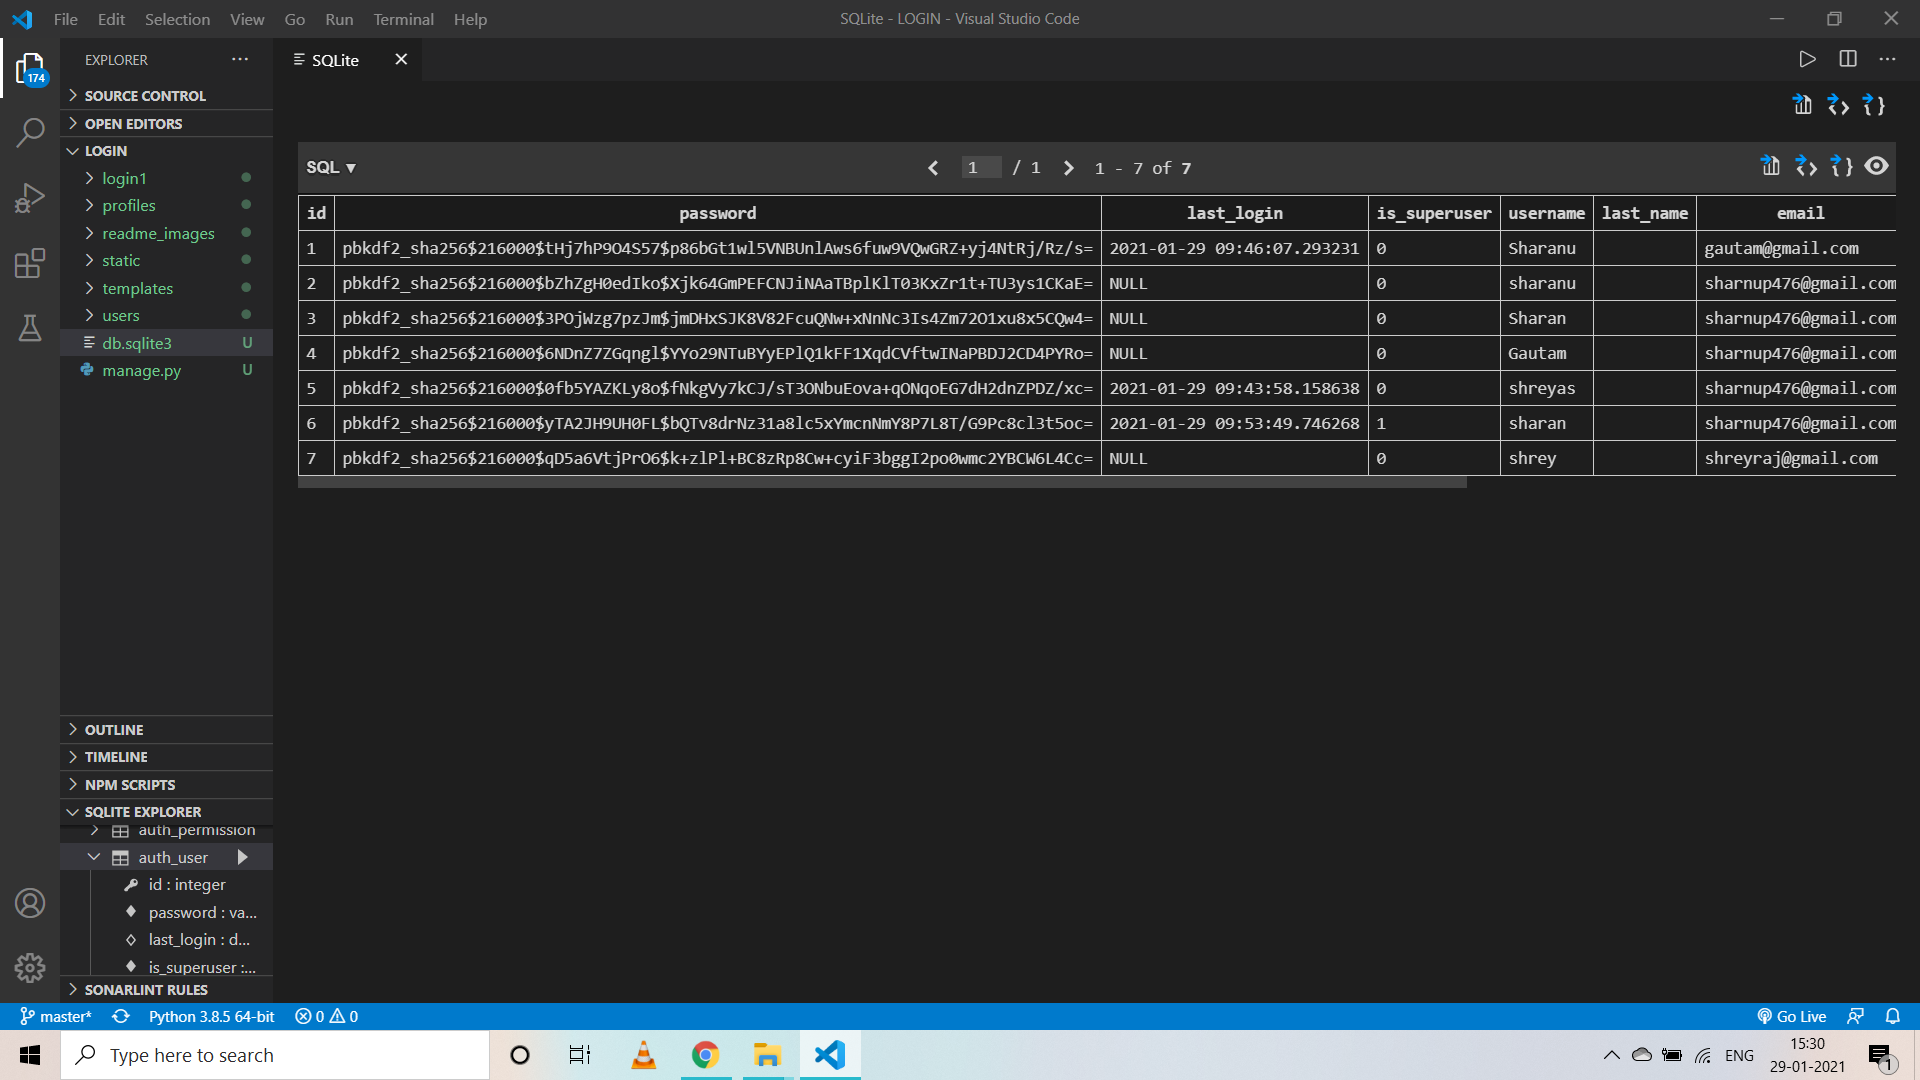 File Edit Selection View Go Run Terminal Help SQLite - LOGIN - Visual Studio Code
EXPLORER
SQLite
174
SOURCE CONTROL
OPEN EDITORS
LOGIN
login1
profiles
readme_images
static
templates
users
db.sqlite3 U
manage.py U
SQL 1 / 1 1 - 7 of 7
id password last_login is_superuser username last_name email
1 pbkdf2_sha256$216000$tHj7hP9O4S57$p86bGt1wl5VNBUnlAws6fuw9VQwGRZ+yj4NtRj/Rz/s= 2021-01-29 09:46:07.293231 0 Sharanu gautam@gmail.com
2 pbkdf2_sha256$216000$bZhZgH0edIko$Xjk64GmPEFCNJiNAaTBplKlT03KxZr1t+TU3ys1CKaE= NULL 0 sharanu sharnup476@gmail.com
3 pbkdf2_sha256$216000$3POjWzg7pzJm$jmDHxSJK8V82FcuQNw+xNnNc3Is4Zm72O1xu8x5CQw4= NULL 0 Sharan sharnup476@gmail.com
4 pbkdf2_sha256$216000$6NDnZ7ZGqngl$YYo29NTuBYyEPlQ1kFF1XqdCVftwINaPBDJ2CD4PYRo= NULL 0 Gautam sharnup476@gmail.com
5 pbkdf2_sha256$216000$0fb5YAZKLy8o$fNkgVy7kCJ/sT3ONbuEova+qONqoEG7dH2dnZPDZ/xc= 2021-01-29 09:43:58.158638 0 shreyas sharnup476@gmail.com
6 pbkdf2_sha256$216000$yTA2JH9UH0FL$bQTv8drNz31a8lc5xYmcnNmY8P7L8T/G9Pc8cl3t5oc= 2021-01-29 09:53:49.746268 1 sharan sharnup476@gmail.com
7 pbkdf2_sha256$216000$qD5a6VtjPrO6$k+zlPl+BC8zRp8Cw+cyiF3bggI2po0wmc2YBCW6L4Cc= NULL 0 shrey shreyraj@gmail.com
OUTLINE
TIMELINE
NPM SCRIPTS
SQLITE EXPLORER
auth_permission
auth_user
id : integer
password : va...
last_login : d...
is_superuser :...
SONARLINT RULES
master* Python 3.8.5 64-bit 0 0 Go Live
Type here to search
ENG
15:30
29-01-2021
1